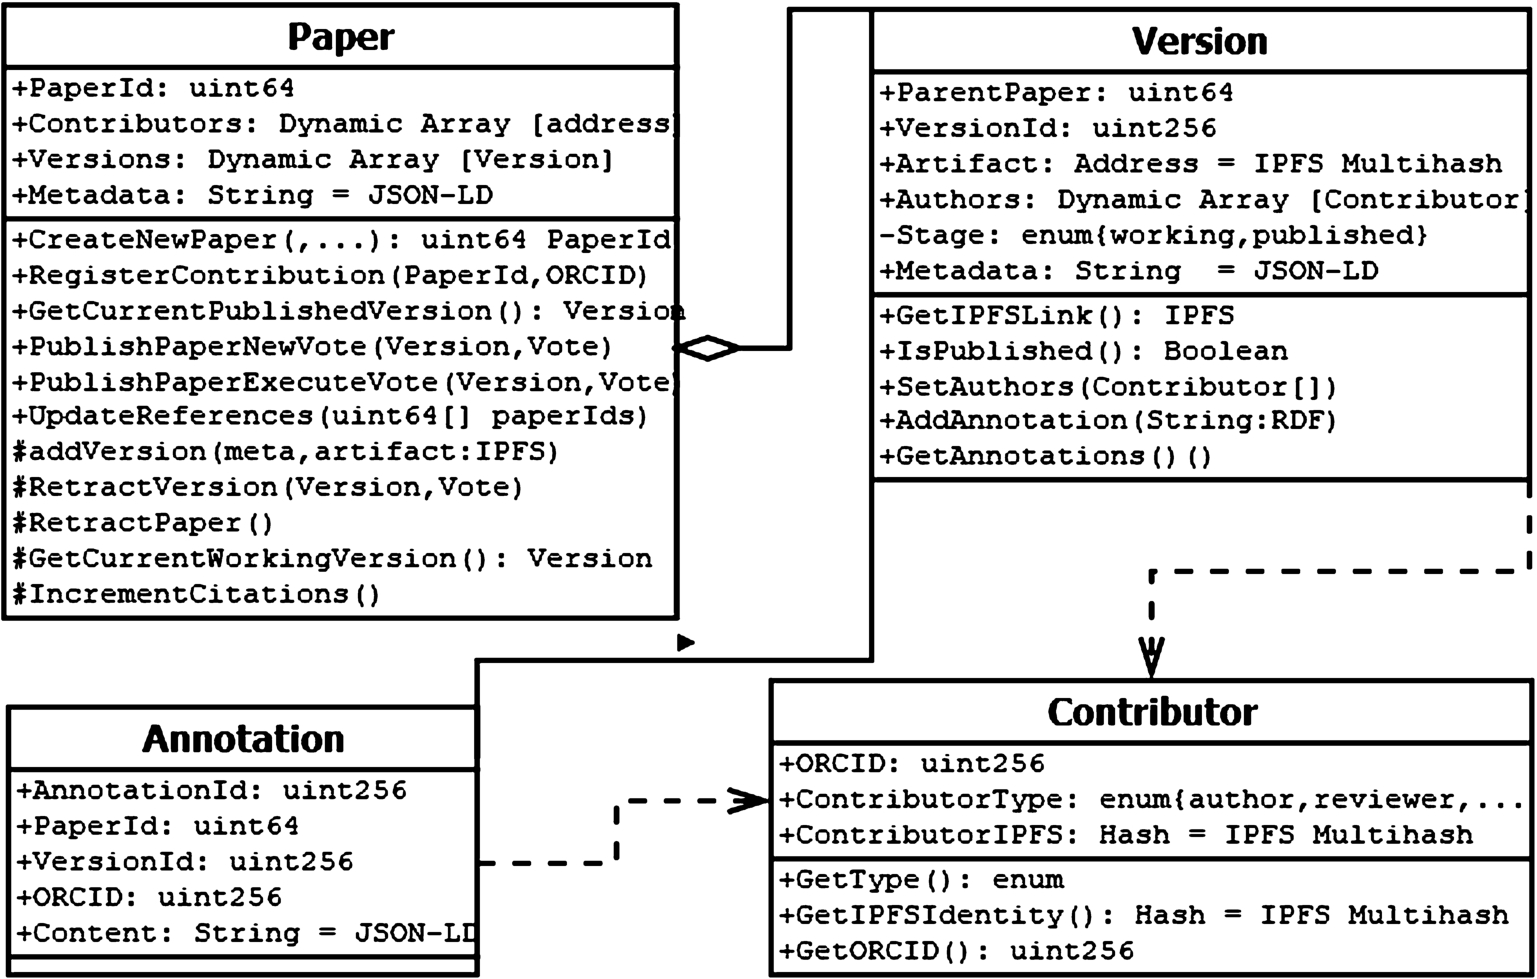 Paper
+PaperId: uint64
+Contributors: Dynamic Array [address]
+Versions: Dynamic Array [Version]
+Metadata: String = JSON-LD
+CreateNewPaper(,...): uint64 PaperId
+RegisterContribution(PaperId,ORCID)
+GetCurrentPublishedVersion(): Version
+PublishPaperNewVote(Version,Vote)
+PublishPaperExecuteVote(Version,Vote)
+UpdateReferences(uint64[] paperIds)
#addVersion(meta,artifact:IPFS)
#RetractVersion(Version,Vote)
#RetractPaper()
#GetCurrentWorkingVersion(): Version
#IncrementCitations()
Version
+ParentPaper: uint64
+VersionId: uint256
+Artifact: Address = IPFS Multihash
+Authors: Dynamic Array [Contributor]
-Stage: enum{working,published}
+Metadata: String  = JSON-LD
+GetIPFSLink(): IPFS
+IsPublished(): Boolean
+SetAuthors(Contributor[])
+AddAnnotation(String:RDF)
+GetAnnotations()()
Annotation
+AnnotationId: uint256
+PaperId: uint64
+VersionId: uint256
+ORCID: uint256
+Content: String = JSON-LD
Contributor
+ORCID: uint256
+ContributorType: enum{author,reviewer,...
+ContributorIPFS: Hash = IPFS Multihash
+GetType(): enum
+GetIPFSIdentity(): Hash = IPFS Multihash
+GetORCID(): uint256